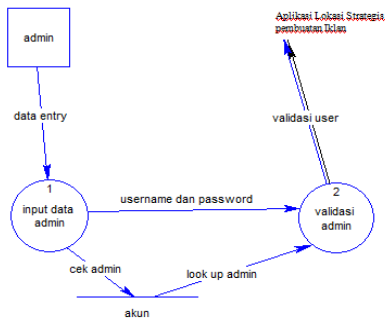 Aplikasi Lokasi Strategis
pembuatan Iklan
admin
data entry
validasi user
1
input data
admin
username dan password
2
validasi
admin
cek admin
look up admin
akun